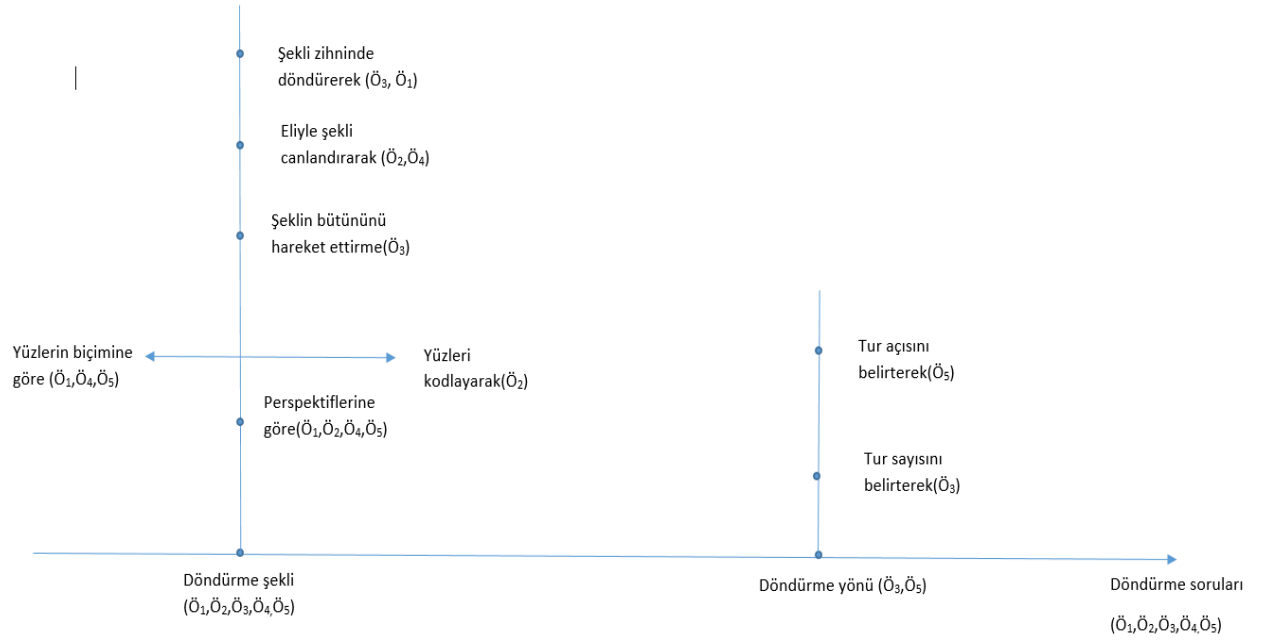 Şekli zihninde
döndürerek (Ö₃, Ö₁)
Eliyle şekli
canlandırarak (Ö₂,Ö₄)
Şeklin bütününü
hareket ettirme(Ö₃)
Yüzlerin biçimine
göre (Ö₁,Ö₄,Ö₅)
Yüzleri
kodlayarak(Ö₂)
Perspektiflerine
göre(Ö₁,Ö₂,Ö₄,Ö₅)
Tur açısını
belirterek(Ö₅)
Tur sayısını
belirterek(Ö₃)
Döndürme şekli
(Ö₁,Ö₂,Ö₃,Ö₄,Ö₅)
Döndürme yönü (Ö₃,Ö₅)
Döndürme soruları
(Ö₁,Ö₂,Ö₃,Ö₄,Ö₅)